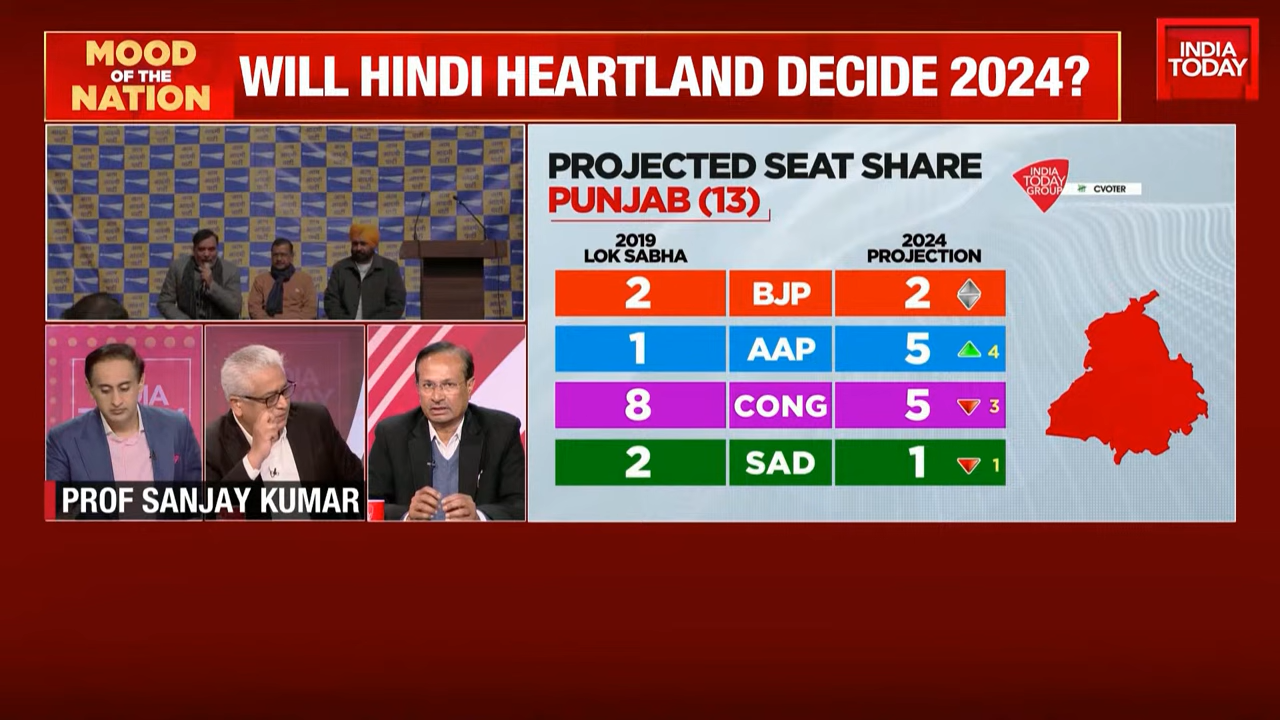 MOOD
OF THE
NATION
WILL HINDI HEARTLAND DECIDE 2024?
INDIA
TODAY
PROJECTED SEAT SHARE
PUNJAB (13)
INDIA
TODAY
GROUP
CVOTER
2019
LOK SABHA
2024
PROJECTION
2 BJP 2
1 AAP 5 4
8 CONG 5 3
2 SAD 1 1
PROF SANJAY KUMAR